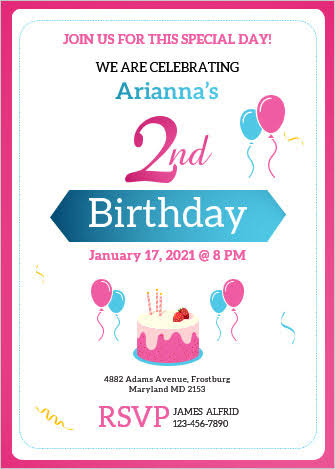 JOIN US FOR THIS SPECIAL DAY!
WE ARE CELEBRATING
Arianna's
2nd
Birthday
January 17, 2021 @ 8 PM
4882 Adams Avenue, Frostburg
Maryland MD 2153
RSVP JAMES ALFRID
123-456-7890